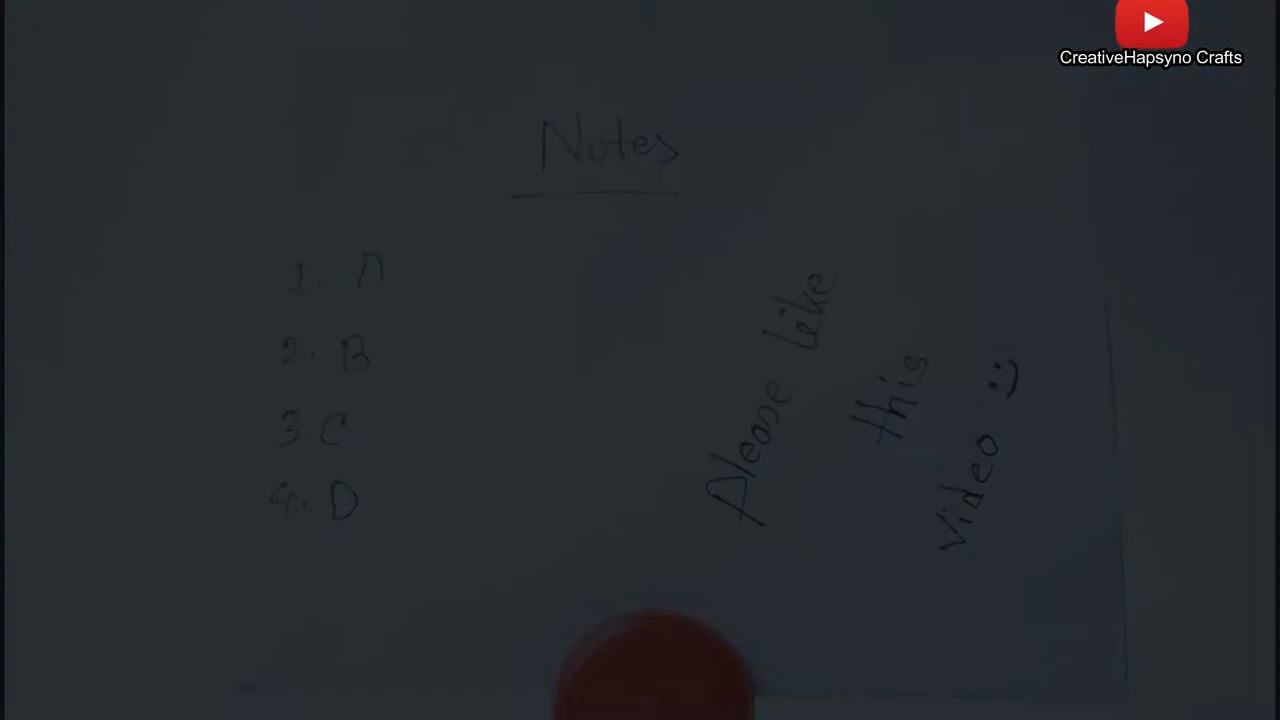 CreativeHapsyno Crafts
Notes
1. A
2. B
3 C
4. D
Please like
this
video :)